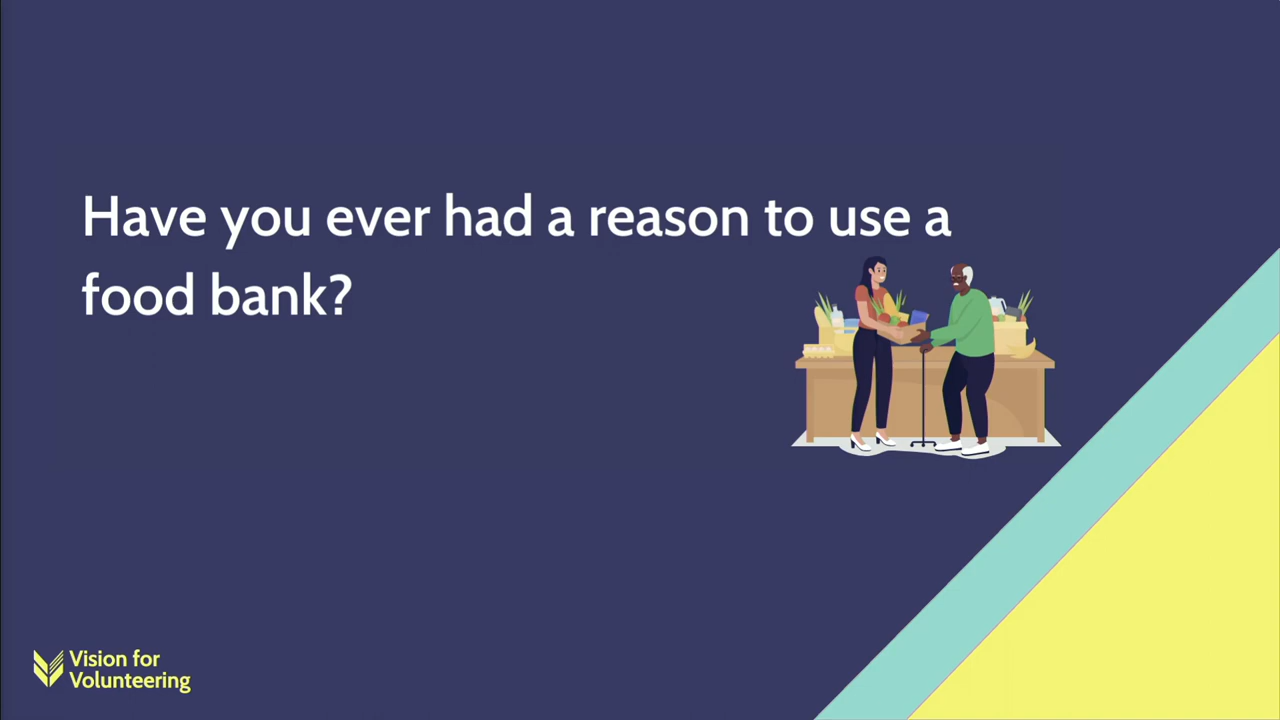 Have you ever had a reason to use a
food bank?
Vision for
Volunteering